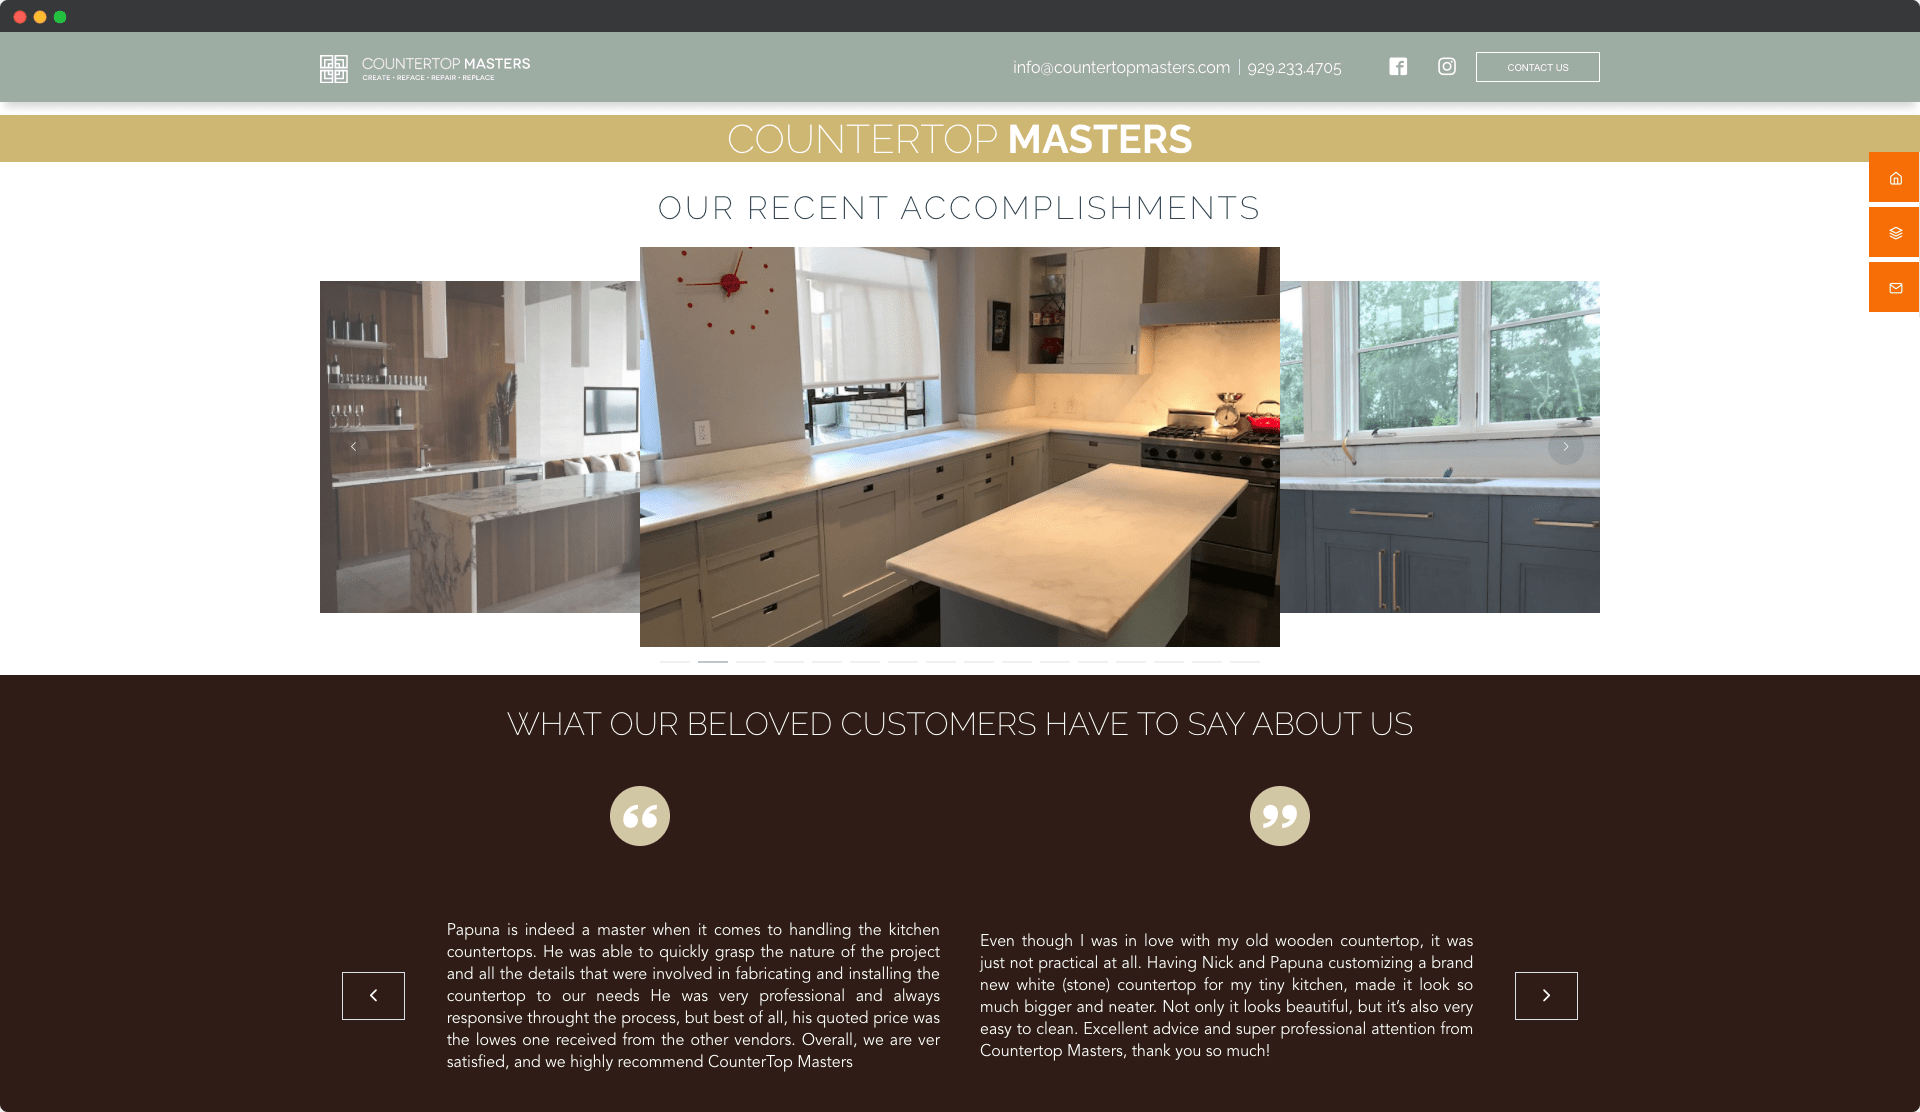 COUNTERTOP MASTERS
CREATE • REFACE • REPAIR • REPLACE
info@countertopmasters.com | 929.233.4705
CONTACT US
COUNTERTOP MASTERS
OUR RECENT ACCOMPLISHMENTS
WHAT OUR BELOVED CUSTOMERS HAVE TO SAY ABOUT US
Papuna is indeed a master when it comes to handling the kitchen
countertops. He was able to quickly grasp the nature of the project
and all the details that were involved in fabricating and installing the
countertop to our needs He was very professional and always
responsive throught the process, but best of all, his quoted price was
the lowes one received from the other vendors. Overall, we are ver
satisfied, and we highly recommend CounterTop Masters
Even though I was in love with my old wooden countertop, it was
just not practical at all. Having Nick and Papuna customizing a brand
new white (stone) countertop for my tiny kitchen, made it look so
much bigger and neater. Not only it looks beautiful, but it’s also very
easy to clean. Excellent advice and super professional attention from
Countertop Masters, thank you so much!